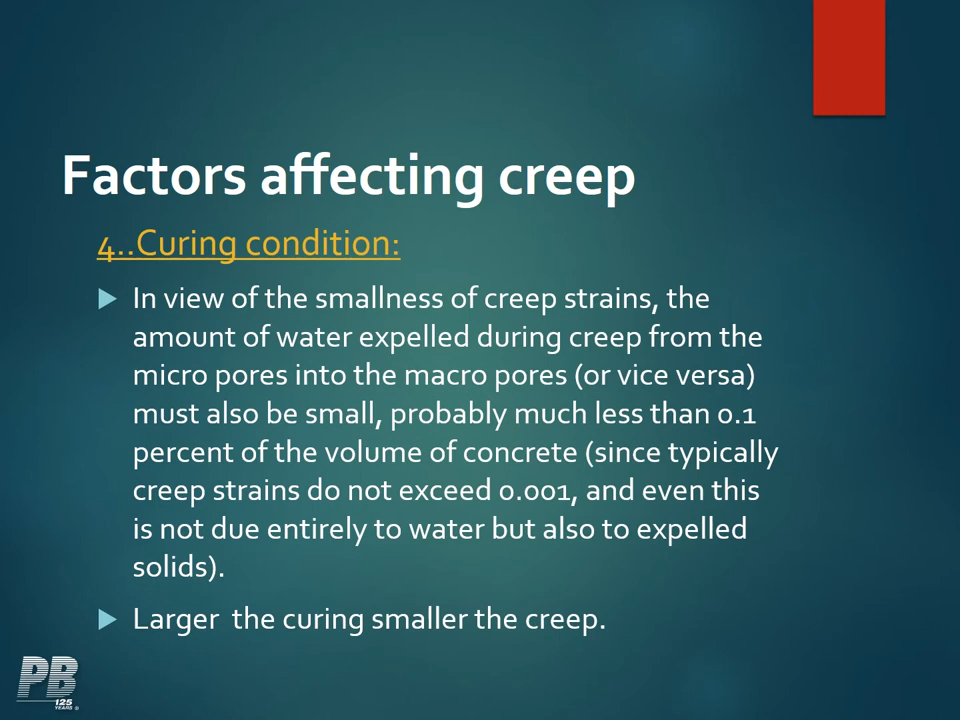 Factors affecting creep
4..Curing condition:
In view of the smallness of creep strains, the
amount of water expelled during creep from the
micro pores into the macro pores (or vice versa)
must also be small, probably much less than 0.1
percent of the volume of concrete (since typically
creep strains do not exceed 0.001, and even this
is not due entirely to water but also to expelled
solids).
Larger  the curing smaller the creep.
PB
125
YEARS ®